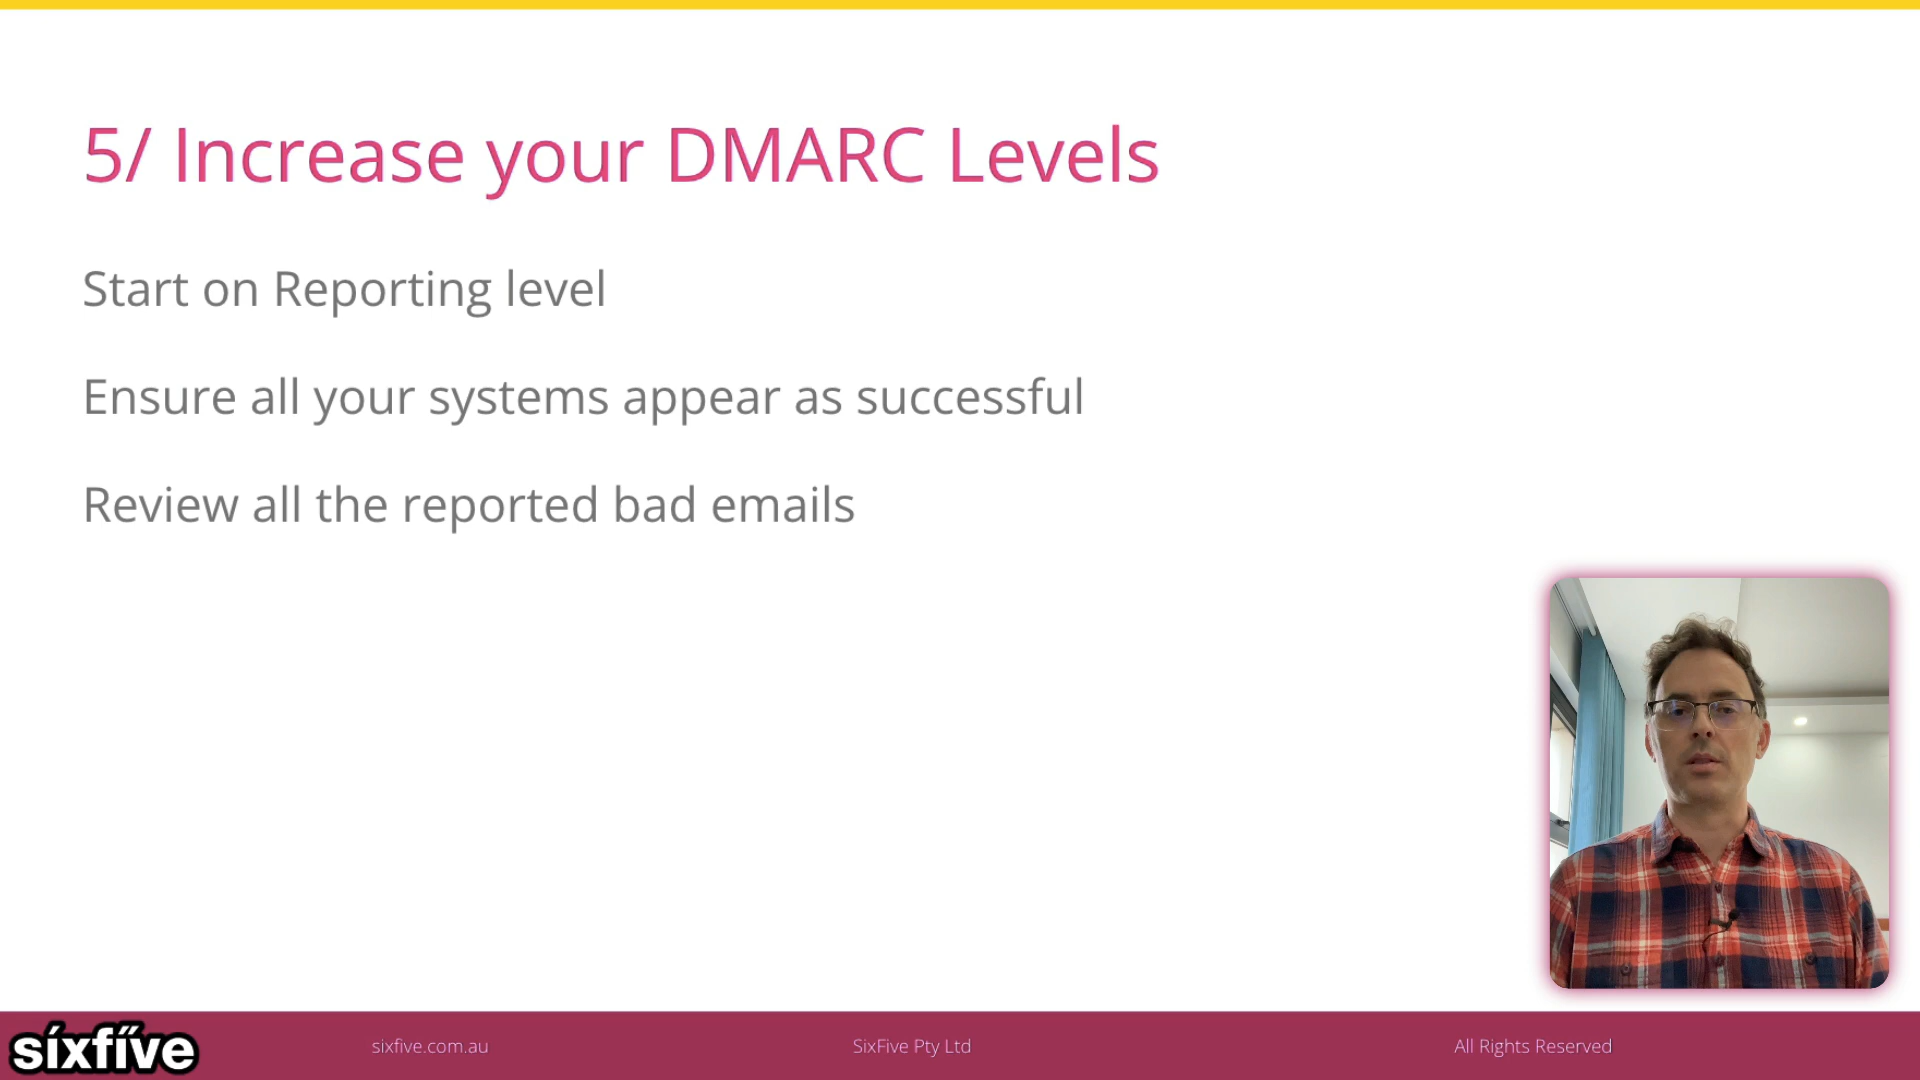 5/ Increase your DMARC Levels
Start on Reporting level
Ensure all your systems appear as successful
Review all the reported bad emails
síxfíve
sixfive.com.au
SixFive Pty Ltd
All Rights Reserved